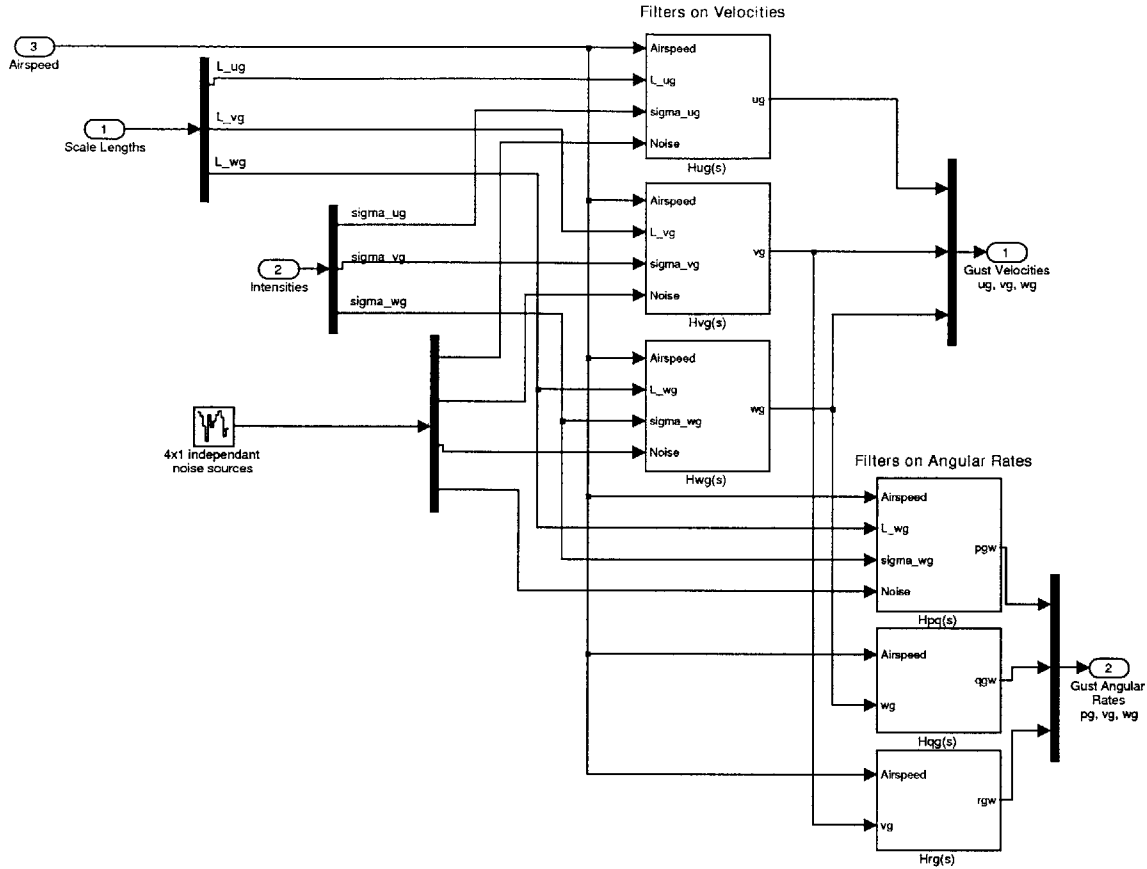 Filters on Velocities
3
Airspeed
L_ug
L_vg
L_wg
1
Scale Lengths
sigma_ug
sigma_vg
sigma_wg
2
Intensities
4x1 independant
noise sources
Airspeed
L_ug
sigma_ug
Noise
ug
Hug(s)
Airspeed
L_vg
sigma_vg
Noise
vg
Hvg(s)
Airspeed
L_wg
sigma_wg
Noise
wg
Hwg(s)
1
Gust Velocities
ug, vg, wg
Filters on Angular Rates
Airspeed
L_wg
sigma_wg
Noise
pgw
Hpq(s)
Airspeed
wg
qgw
Hqg(s)
Airspeed
vg
rgw
Hrg(s)
2
Gust Angular
Rates
pg, vg, wg